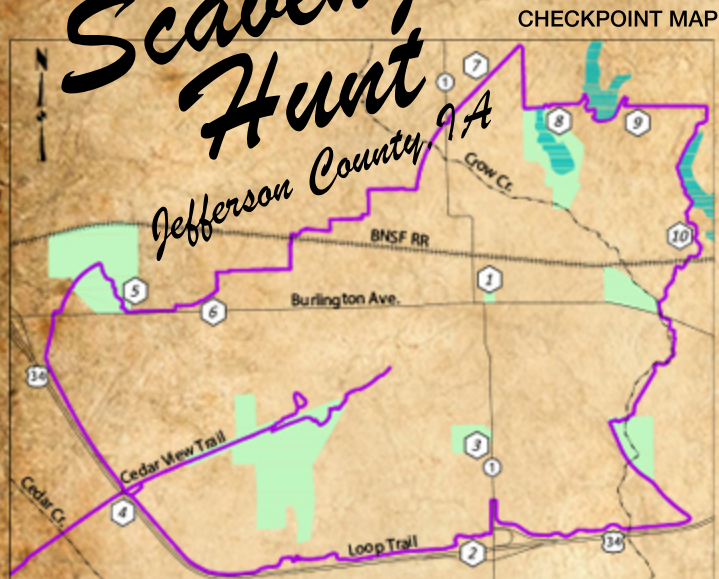 CHECKPOINT MAP
Hunt
Jefferson County, IA
N
1
7
8
9
Crow Cr.
10
BNSF RR
5
6
Burlington Ave.
1
34
Cedar View Trail
3
1
Cedar Cr.
4
Loop Trail
2
34